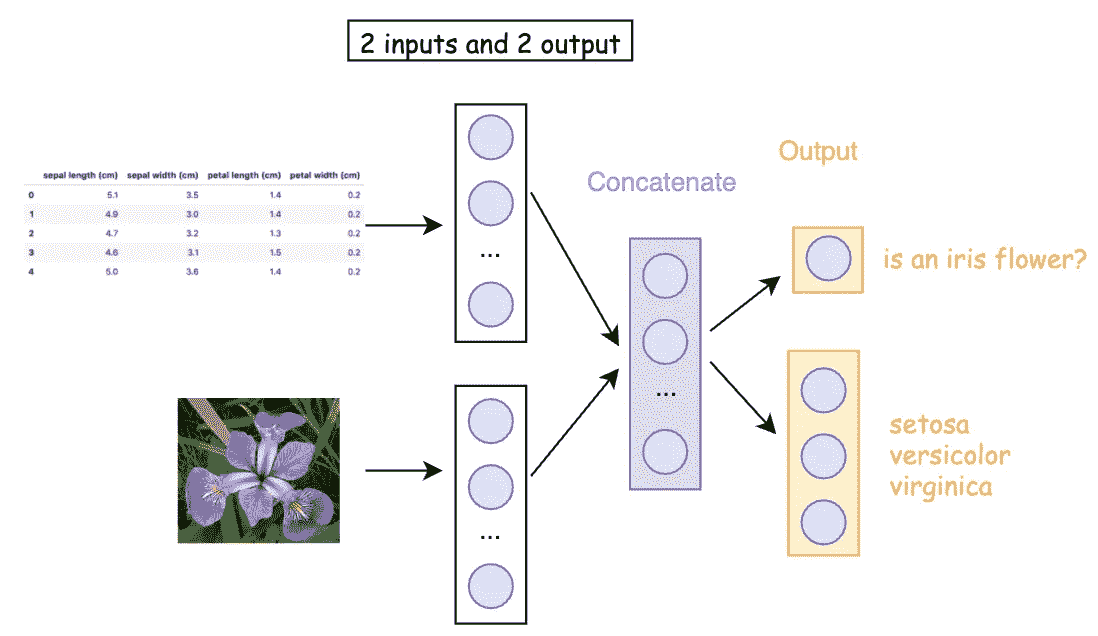 2 inputs and 2 output
Output
Concatenate
sepal length (cm) sepal width (cm) petal length (cm) petal width (cm)
0 5.1 3.5 1.4 0.2
1 4.9 3.0 1.4 0.2
2 4.7 3.2 1.3 0.2
3 4.6 3.1 1.5 0.2
4 5.0 3.6 1.4 0.2
...
is an iris flower?
...
setosa
versicolor
virginica
...